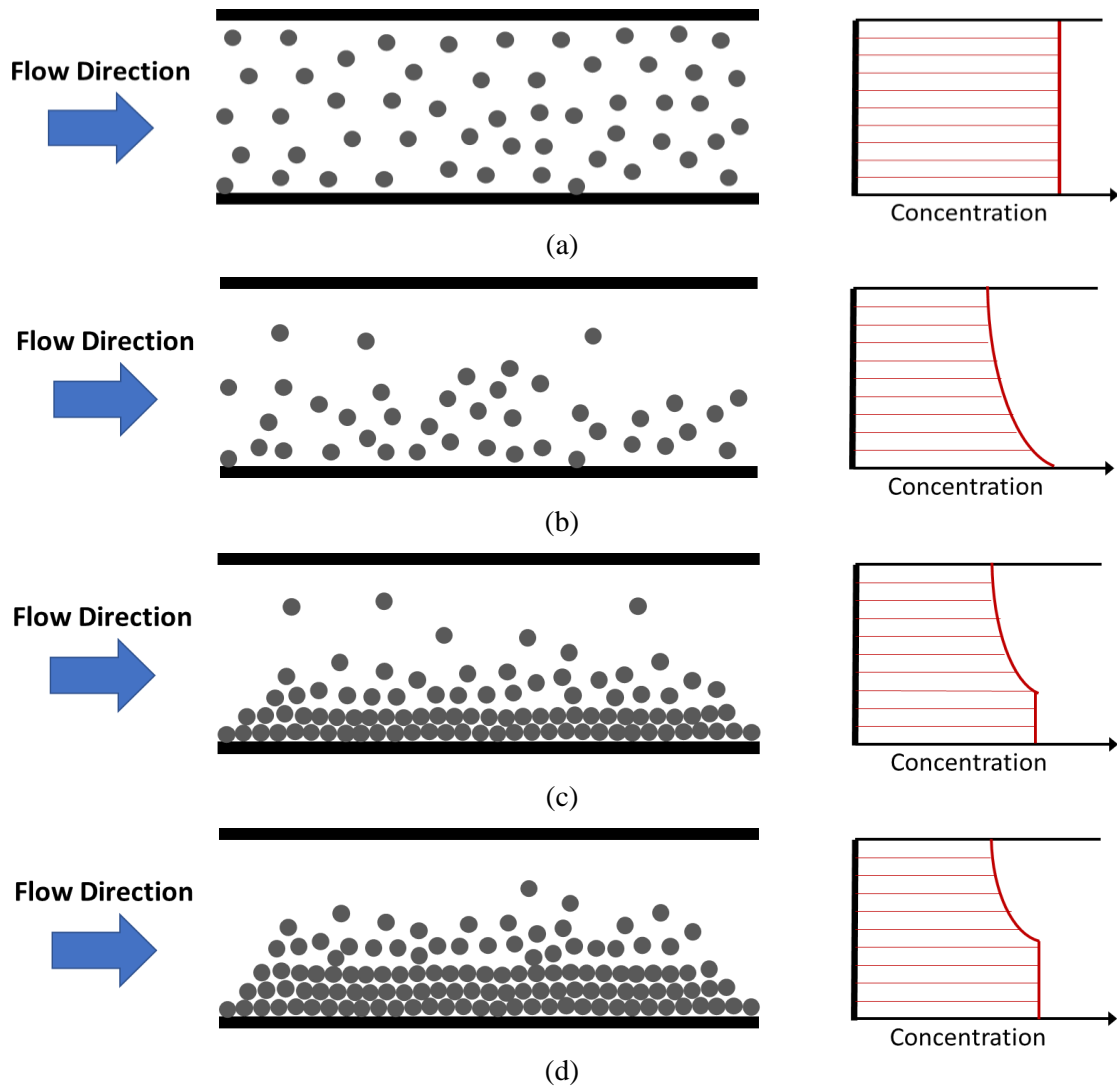 Flow Direction
Concentration
(a)
Flow Direction
Concentration
(b)
Flow Direction
Concentration
(c)
Flow Direction
Concentration
(d)